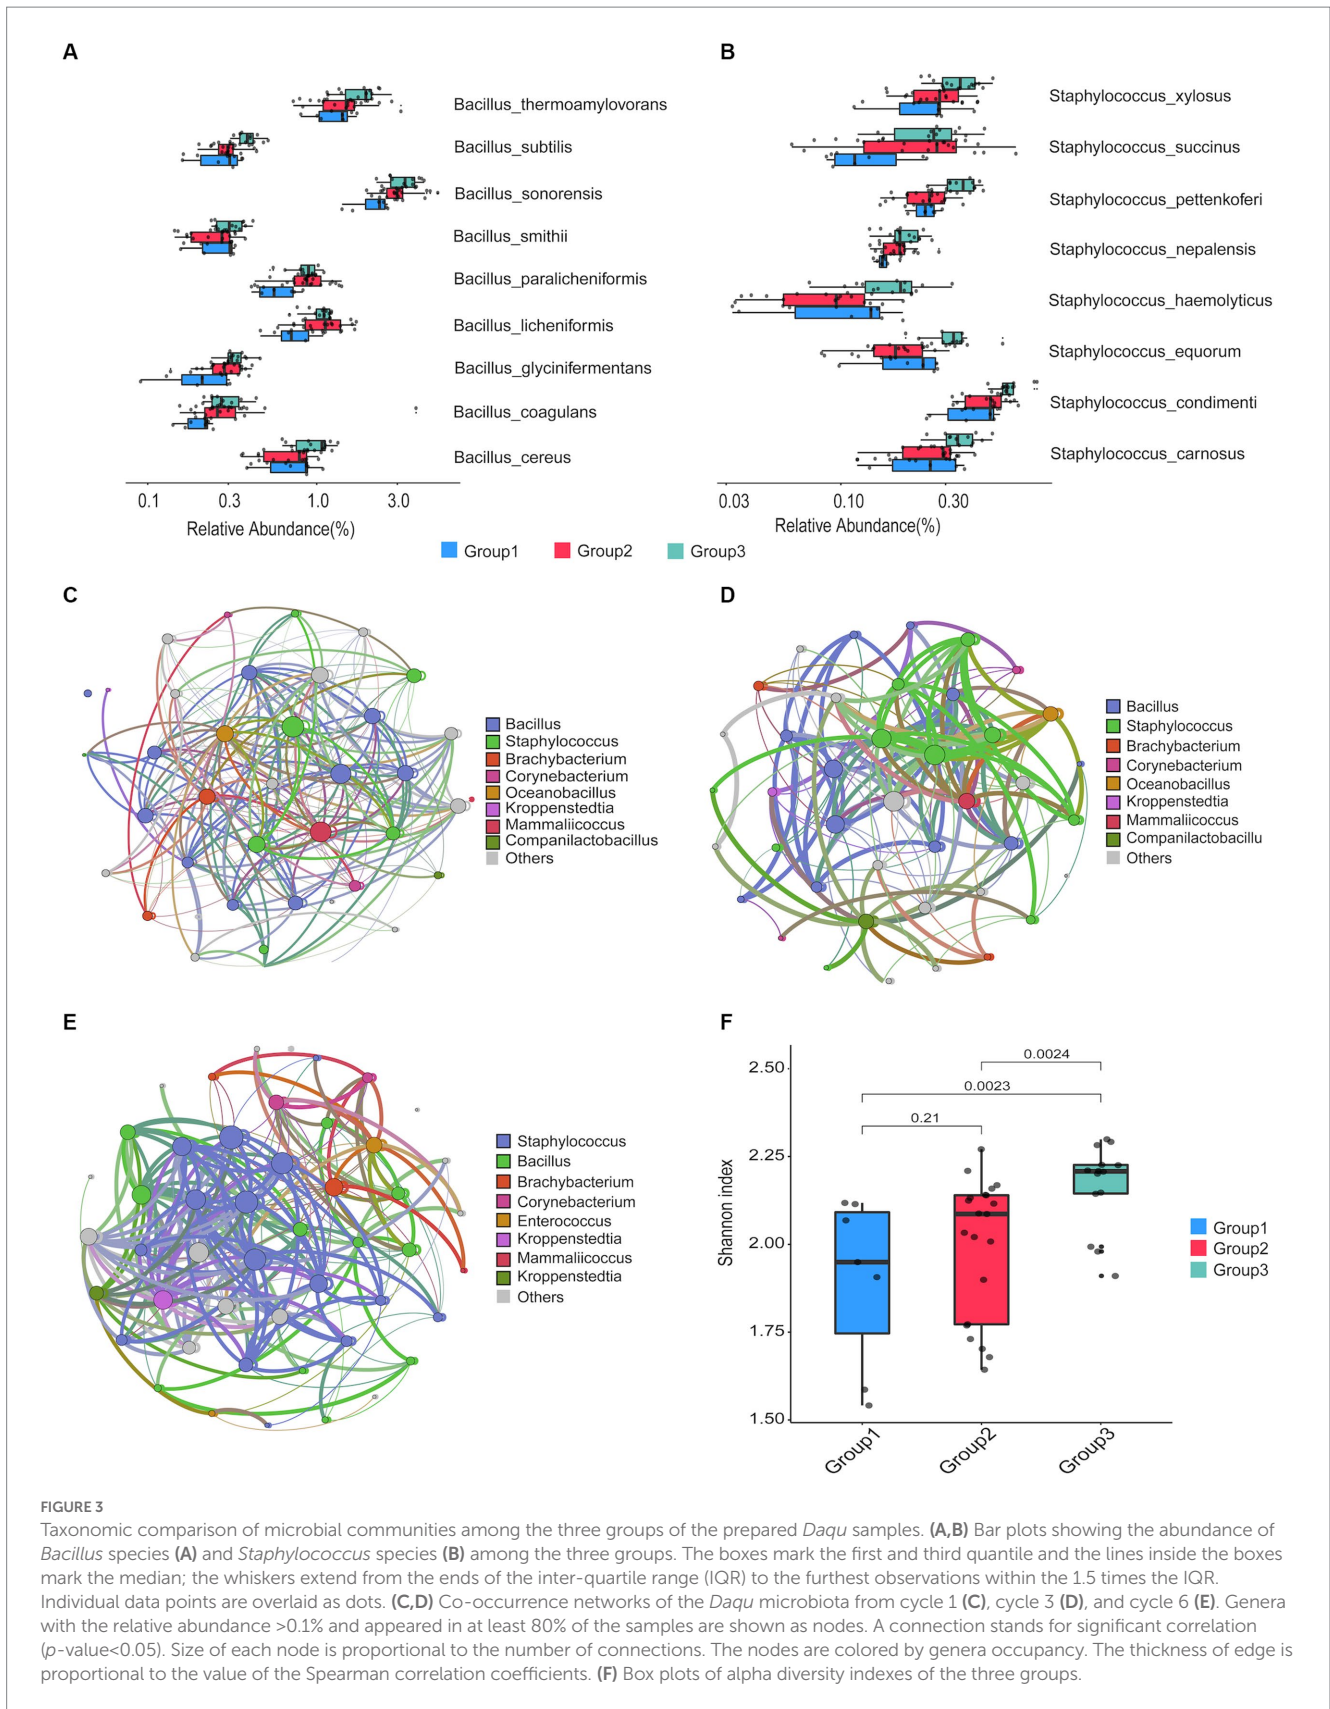 A
Bacillus_thermoamylovorans
Bacillus_subtilis
Bacillus_sonorensis
Bacillus_smithii
Bacillus_paralicheniformis
Bacillus_licheniformis
Bacillus_glycinifermentans
Bacillus_coagulans
Bacillus_cereus
0.1 0.3 1.0 3.0
Relative Abundance(%)
B
Staphylococcus_xylosus
Staphylococcus_succinus
Staphylococcus_pettenkoferi
Staphylococcus_nepalensis
Staphylococcus_haemolyticus
Staphylococcus_equorum
Staphylococcus_condimenti
Staphylococcus_carnosus
0.03 0.10 0.30
Relative Abundance(%)
Group1 Group2 Group3
C
Bacillus
Staphylococcus
Brachybacterium
Corynebacterium
Oceanobacillus
Kroppenstedtia
Mammaliicoccus
Companilactobacillus
Others
D
Bacillus
Staphylococcus
Brachybacterium
Corynebacterium
Oceanobacillus
Kroppenstedtia
Mammaliicoccus
Companilactobacillu
Others
E
Staphylococcus
Bacillus
Brachybacterium
Corynebacterium
Enterococcus
Kroppenstedtia
Mammaliicoccus
Kroppenstedtia
Others
F
0.0024
0.0023
0.21
2.50
2.25
2.00
1.75
1.50
Shannon index
Group1 Group2 Group3
Group1
Group2
Group3
FIGURE 3
Taxonomic comparison of microbial communities among the three groups of the prepared Daqu samples. (A,B) Bar plots showing the abundance of
Bacillus species (A) and Staphylococcus species (B) among the three groups. The boxes mark the first and third quantile and the lines inside the boxes
mark the median; the whiskers extend from the ends of the inter-quartile range (IQR) to the furthest observations within the 1.5 times the IQR.
Individual data points are overlaid as dots. (C,D) Co-occurrence networks of the Daqu microbiota from cycle 1 (C), cycle 3 (D), and cycle 6 (E). Genera
with the relative abundance >0.1% and appeared in at least 80% of the samples are shown as nodes. A connection stands for significant correlation
(p-value<0.05). Size of each node is proportional to the number of connections. The nodes are colored by genera occupancy. The thickness of edge is
proportional to the value of the Spearman correlation coefficients. (F) Box plots of alpha diversity indexes of the three groups.